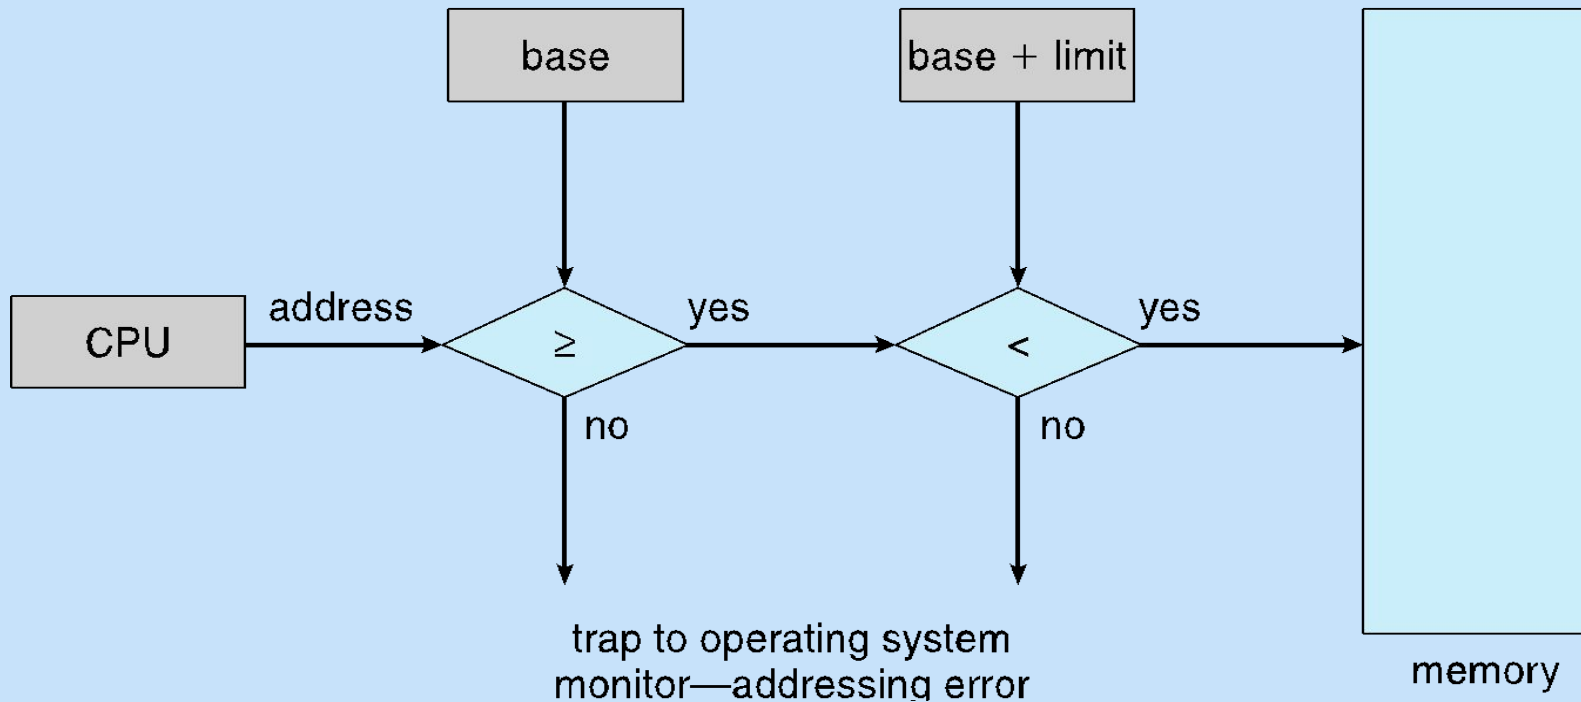 base
base + limit
CPU
address
≥
yes
<
yes
no
no
trap to operating system
monitor—addressing error
memory